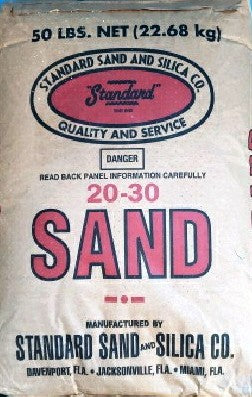 50 LBS. NET (22.68 kg)
STANDARD SAND AND SILICA CO.
"Standard"
QUALITY AND SERVICE
DANGER
READ BACK PANEL INFORMATION CAREFULLY
20-30
SAND
MANUFACTURED BY
STANDARD SAND AND SILICA CO.
DAVENPORT, FLA. • JACKSONVILLE, FLA. • MIAMI, FLA.